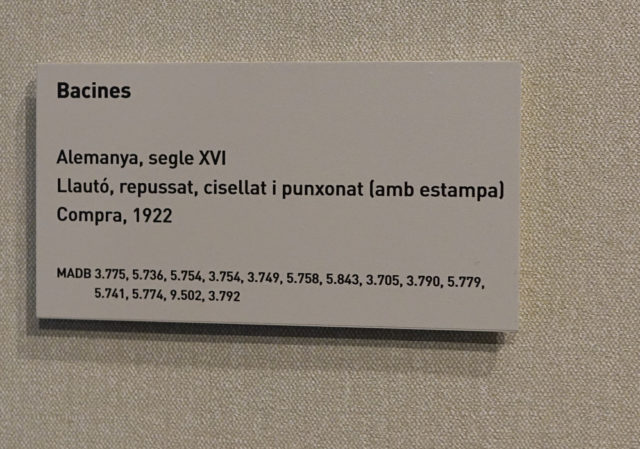 Bacines
Alemanya, segle XVI
Llautó, repussat, cisellat i punxonat (amb estampa)
Compra, 1922
MADB 3.775, 5.736, 5.754, 3.754, 3.749, 5.758, 5.843, 3.705, 3.790, 5.779,
5.741, 5.774, 9.502, 3.792